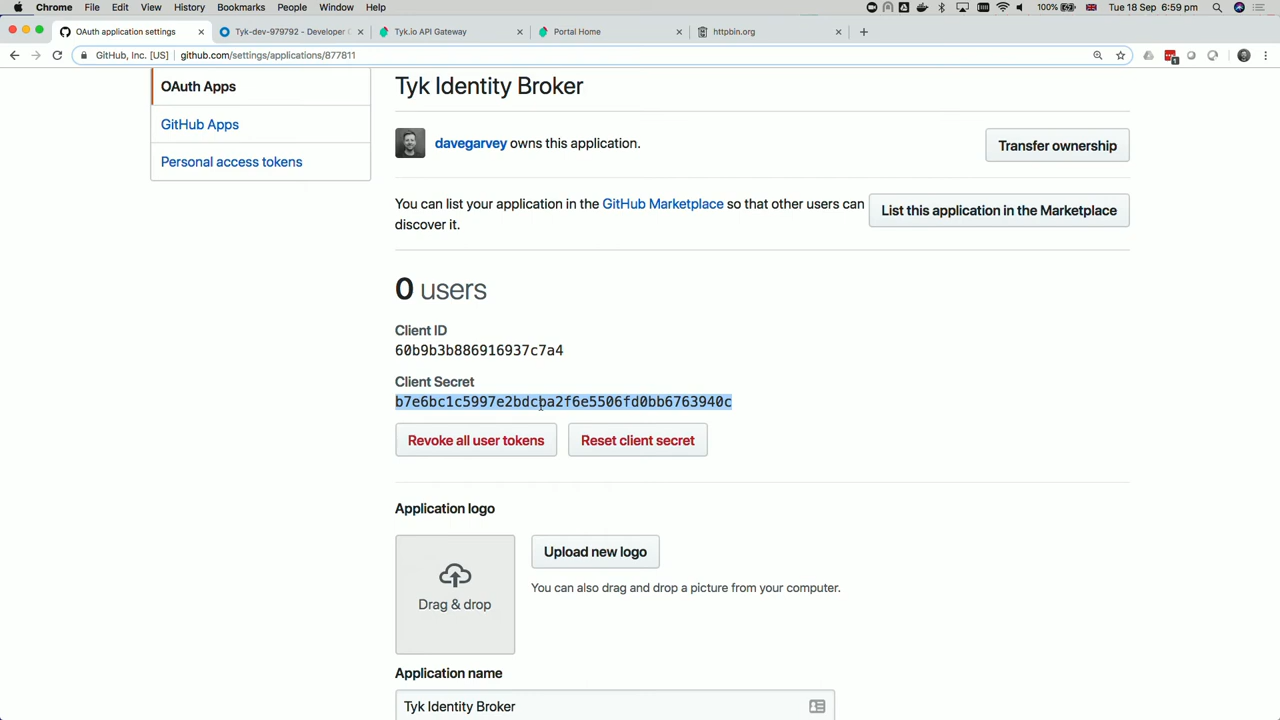 Chrome File Edit View History Bookmarks People Window Help 100% Tue 18 Sep 6:59 pm
OAuth application settings Tyk-dev-979792 - Developer Tyk.io API Gateway Portal Home httpbin.org
GitHub, Inc. [US] github.com/settings/applications/877811
OAuth Apps
GitHub Apps
Personal access tokens
Tyk Identity Broker
davegarvey owns this application.
Transfer ownership
You can list your application in the GitHub Marketplace so that other users can
discover it.
List this application in the Marketplace
0 users
Client ID
60b9b3b886916937c7a4
Client Secret
b7e6bc1c5997e2bdcba2f6e5506fd0bb6763940c
Revoke all user tokens Reset client secret
Application logo
Drag & drop
Upload new logo
You can also drag and drop a picture from your computer.
Application name
Tyk Identity Broker